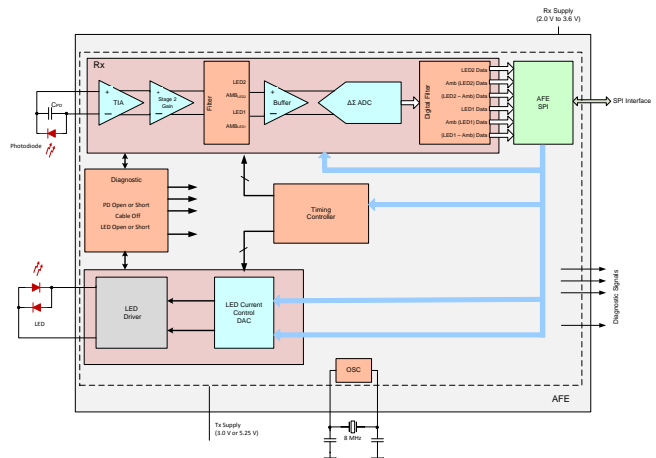 Rx Supply
(2.0 V to 3.6 V)
Rx
CPD
Photodiode
TIA
Stage 2
Gain
Filter
LED2
AMBLED2
LED1
AMBLED1
Buffer
ΔΣ ADC
Digital Filter
LED2 Data
Amb (LED2) Data
(LED2 – Amb) Data
LED1 Data
Amb (LED1) Data
(LED1 – Amb) Data
AFE
SPI
SPI Interface
Diagnostic
PD Open or Short
Cable Off
LED Open or Short
Timing
Controller
LED
LED
Driver
LED Current
Control
DAC
Diagnostic Signals
OSC
AFE
Tx Supply
(3.0 V or 5.25 V)
8 MHz